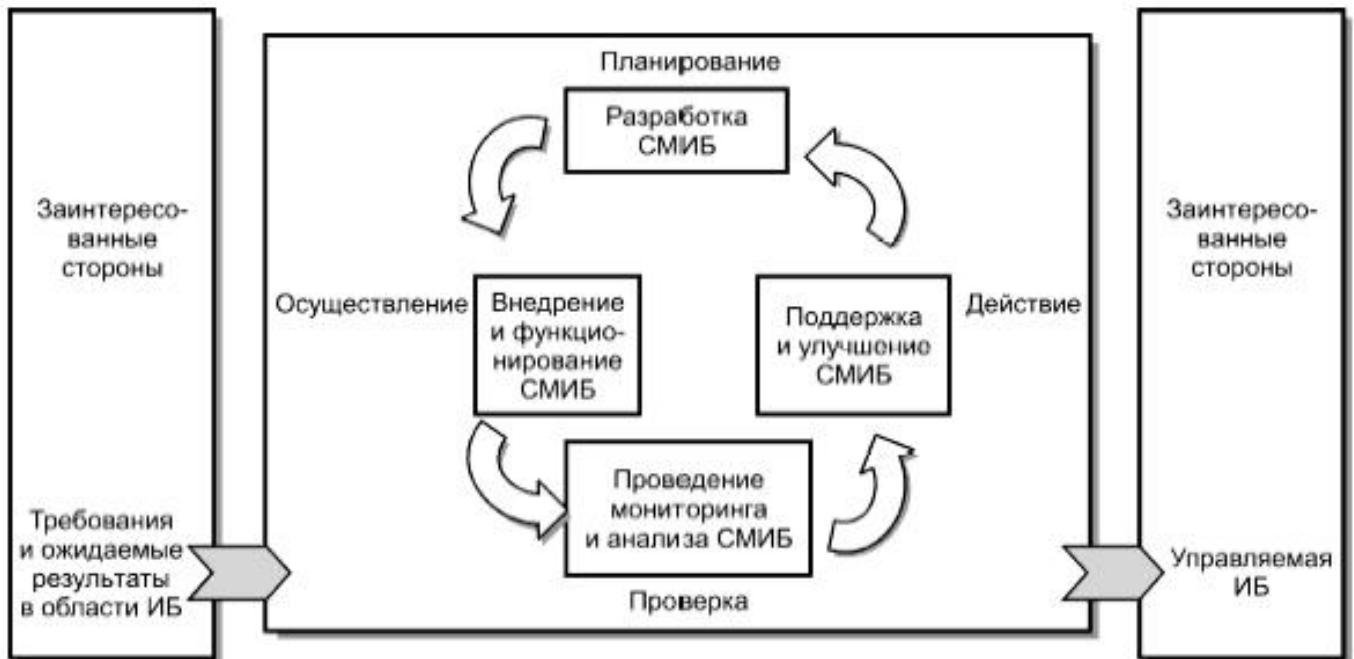 Заинтересо-
ванные
стороны
Требования
и ожидаемые
результаты
в области ИБ
Планирование
Разработка
СМИБ
Осуществление
Внедрение
и функцио-
нирование
СМИБ
Поддержка
и улучшение
СМИБ
Действие
Проведение
мониторинга
и анализа СМИБ
Проверка
Заинтересо-
ванные
стороны
Управляемая
ИБ